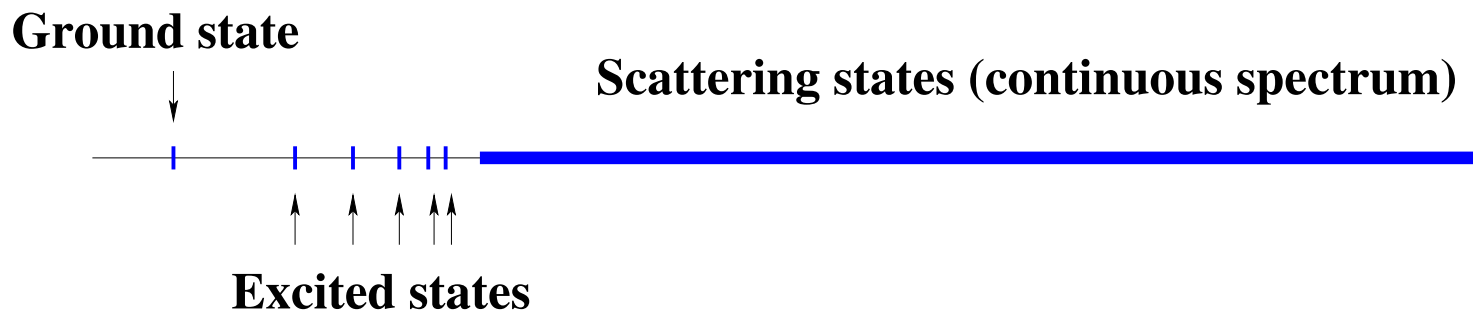 Ground state
Scattering states (continuous spectrum)
Excited states